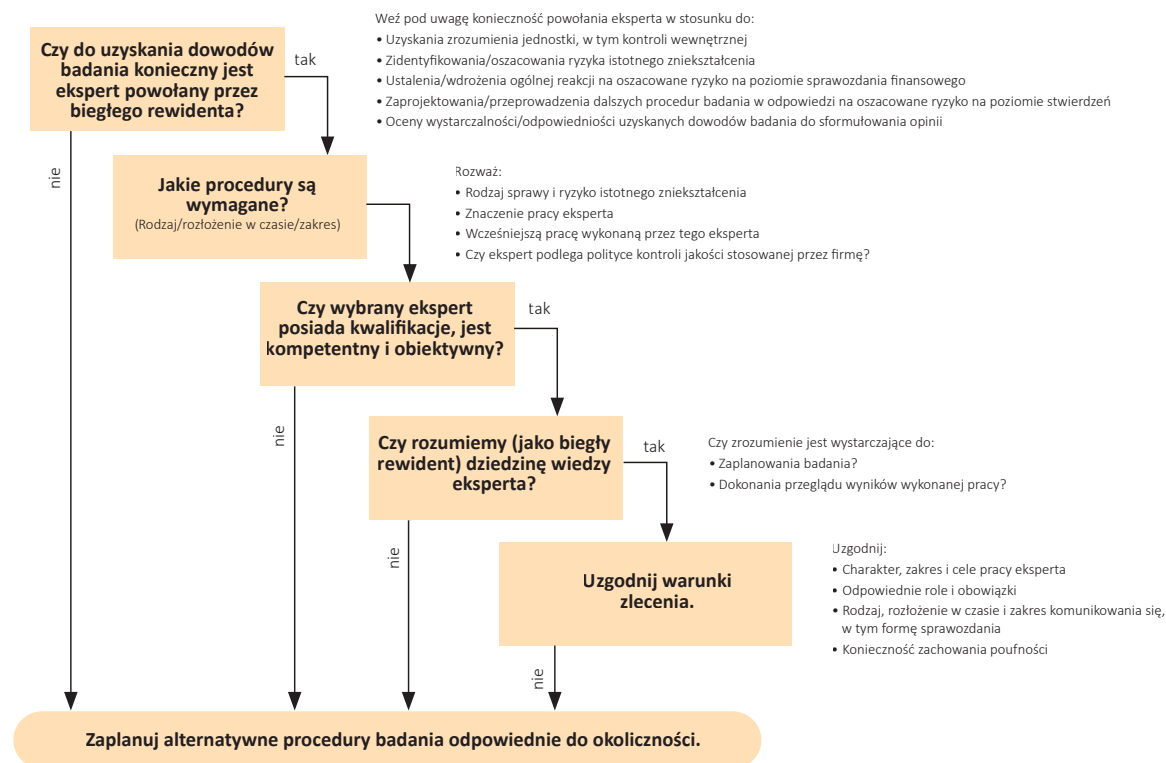 Czy do uzyskania dowodów
badania konieczny jest
ekspert powołany przez
biegłego rewidenta?
tak
Weź pod uwagę konieczność powołania eksperta w stosunku do:
• Uzyskania zrozumienia jednostki, w tym kontroli wewnętrznej
• Zidentyfikowania/oszacowania ryzyka istotnego zniekształcenia
• Ustalenia/wdrożenia ogólnej reakcji na oszacowane ryzyko na poziomie sprawozdania finansowego
• Zaprojektowania/przeprowadzenia dalszych procedur badania w odpowiedzi na oszacowane ryzyko na poziomie stwierdzeń
• Oceny wystarczalności/odpowiedniości uzyskanych dowodów badania do sformułowania opinii
nie
Jakie procedury są
wymagane?
(Rodzaj/rozłożenie w czasie/zakres)
Rozważ:
• Rodzaj sprawy i ryzyko istotnego zniekształcenia
• Znaczenie pracy eksperta
• Wcześniejszą pracę wykonaną przez tego eksperta
• Czy ekspert podlega polityce kontroli jakości stosowanej przez firmę?
Czy wybrany ekspert
posiada kwalifikacje, jest
kompetentny i obiektywny?
tak
nie
Czy rozumiemy (jako biegły
rewident) dziedzinę wiedzy
eksperta?
tak
Czy zrozumienie jest wystarczające do:
• Zaplanowania badania?
• Dokonania przeglądu wyników wykonanej pracy?
nie
Uzgodnij warunki
zlecenia.
Uzgodnij:
• Charakter, zakres i cele pracy eksperta
• Odpowiednie role i obowiązki
• Rodzaj, rozłożenie w czasie i zakres komunikowania się,
w tym formę sprawozdania
• Konieczność zachowania poufności
nie
Zaplanuj alternatywne procedury badania odpowiednie do okoliczności.